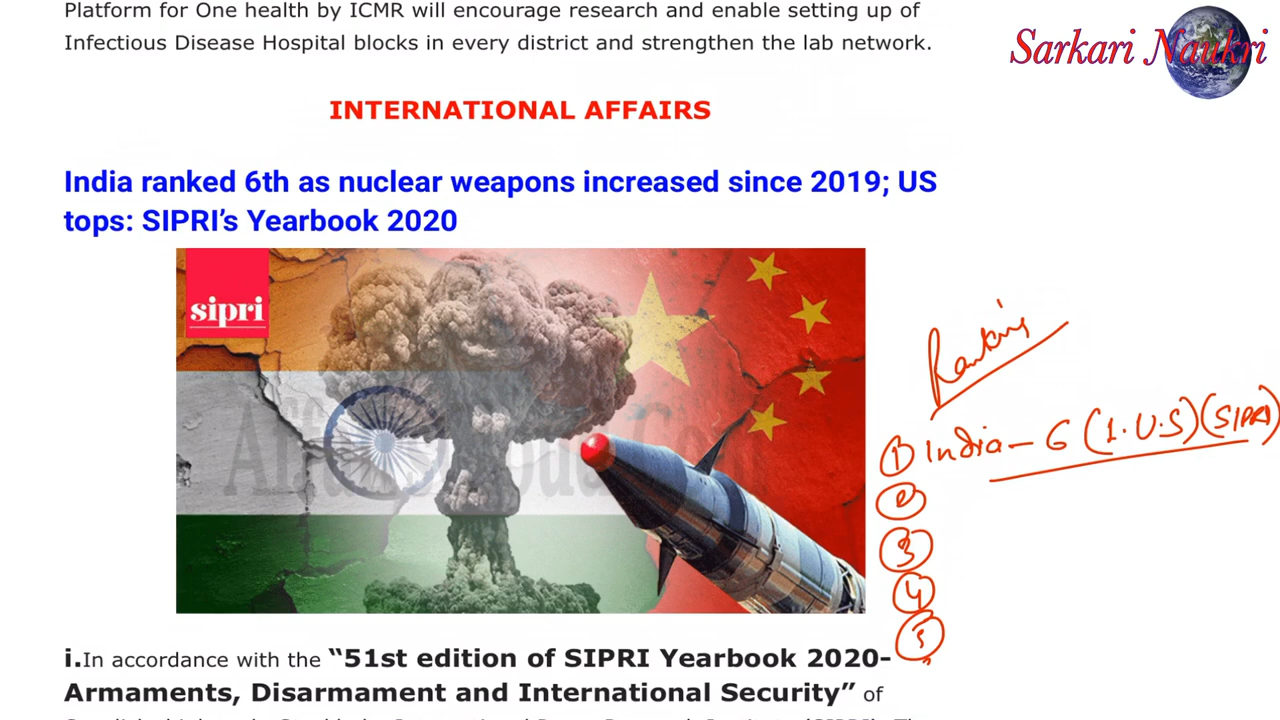 Platform for One health by ICMR will encourage research and enable setting up of
Infectious Disease Hospital blocks in every district and strengthen the lab network.
Sarkari Naukri
INTERNATIONAL AFFAIRS
India ranked 6th as nuclear weapons increased since 2019; US
tops: SIPRI’s Yearbook 2020
sipri
Ranking
① India – 6 (1. U.S) (SIPRI)
②
③
④
⑤
i.In accordance with the “51st edition of SIPRI Yearbook 2020-
Armaments, Disarmament and International Security” of